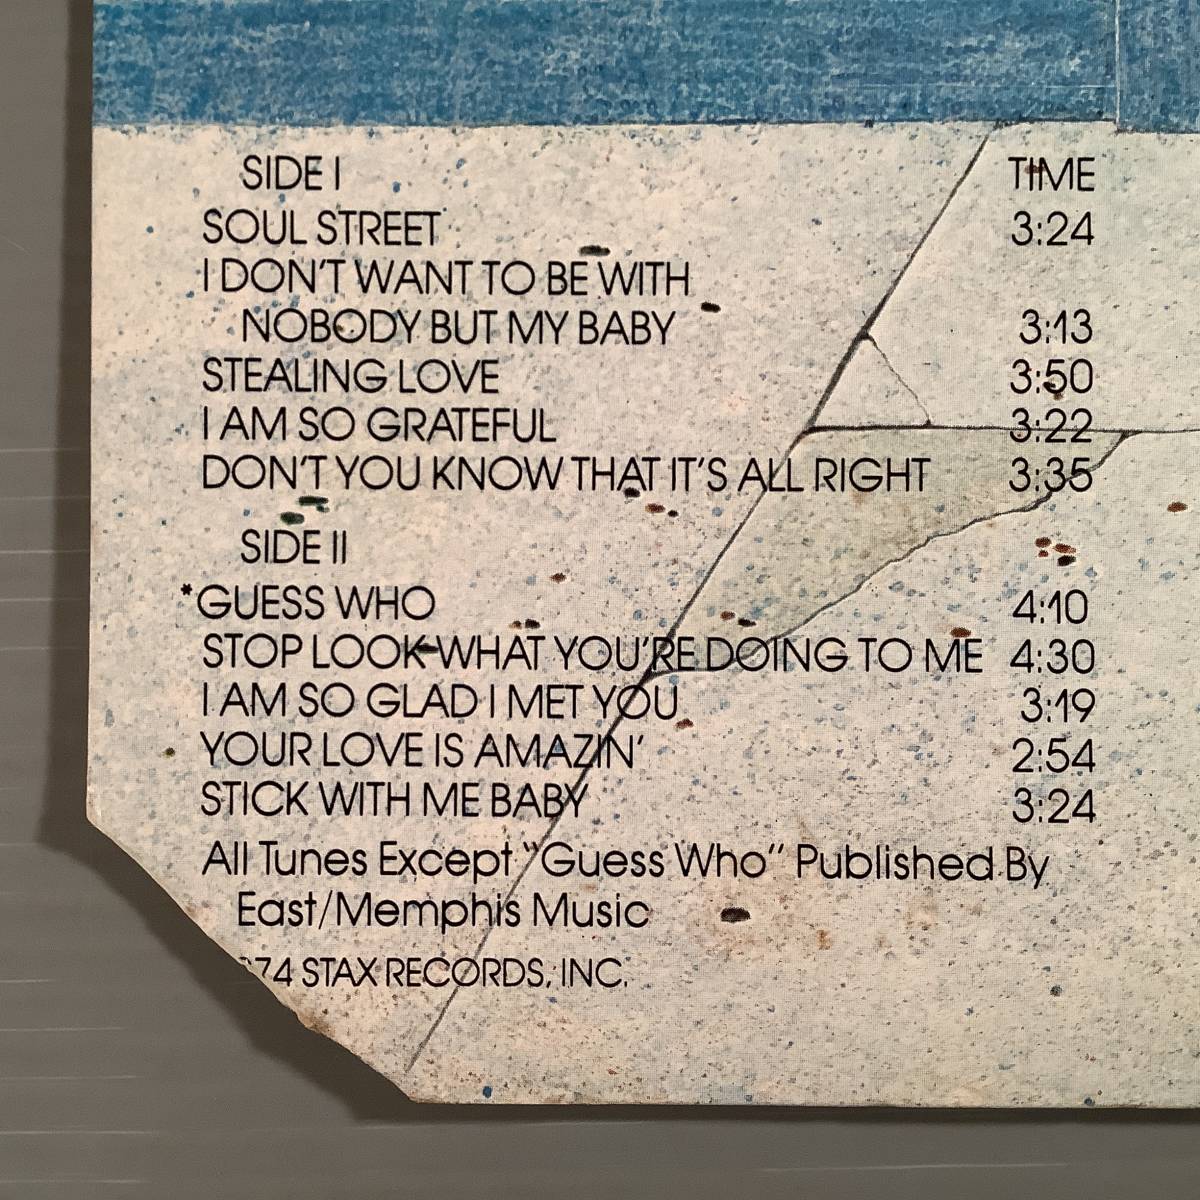 SIDE I TIME
SOUL STREET 3:24
I DON'T WANT TO BE WITH
NOBODY BUT MY BABY 3:13
STEALING LOVE 3:50
I AM SO GRATEFUL 3:22
DON'T YOU KNOW THAT IT'S ALL RIGHT 3:35
SIDE II
*GUESS WHO 4:10
STOP LOOK WHAT YOU'RE DOING TO ME 4:30
I AM SO GLAD I MET YOU 3:19
YOUR LOVE IS AMAZIN' 2:54
STICK WITH ME BABY 3:24
All Tunes Except "Guess Who" Published By
East/Memphis Music
74 STAX RECORDS, INC.